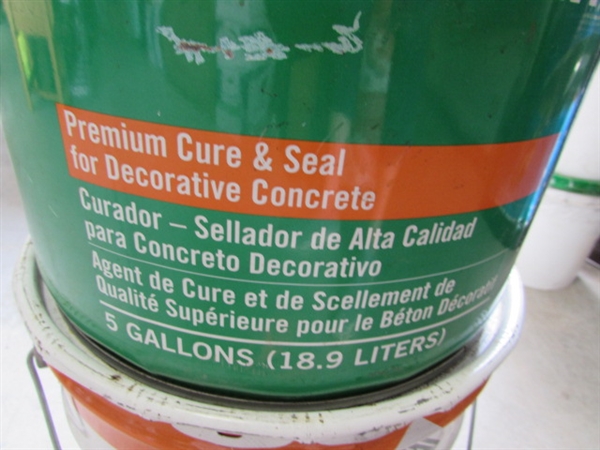 Premium Cure & Seal
for Decorative Concrete
Curador – Sellador de Alta Calidad
para Concreto Decorativo
Agent de Cure et de Scellement de
Qualité Supérieure pour le Béton Décorant
5 GALLONS (18.9 LITERS)